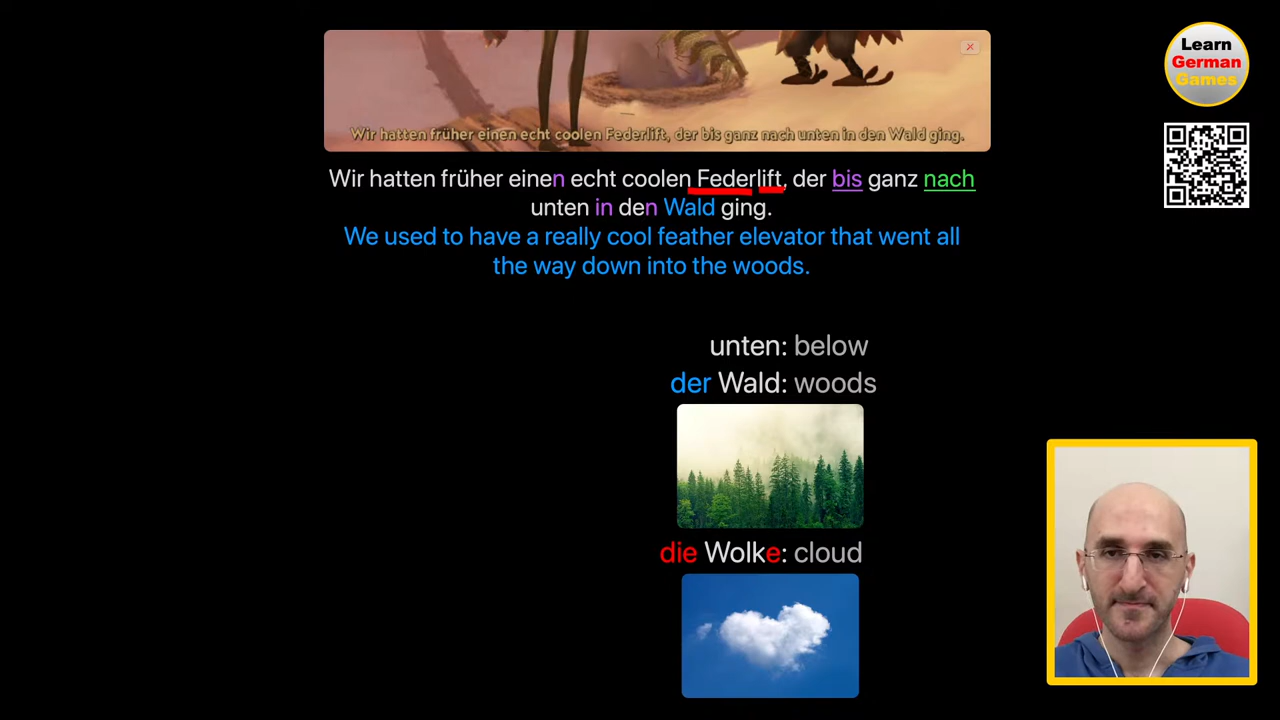 Learn
German
Games
Wir hatten früher einen echt coolen Federlift, der bis ganz nach unten in den Wald ging.
Wir hatten früher einen echt coolen Federlift, der bis ganz nach
unten in den Wald ging.
We used to have a really cool feather elevator that went all
the way down into the woods.
unten: below
der Wald: woods
die Wolke: cloud